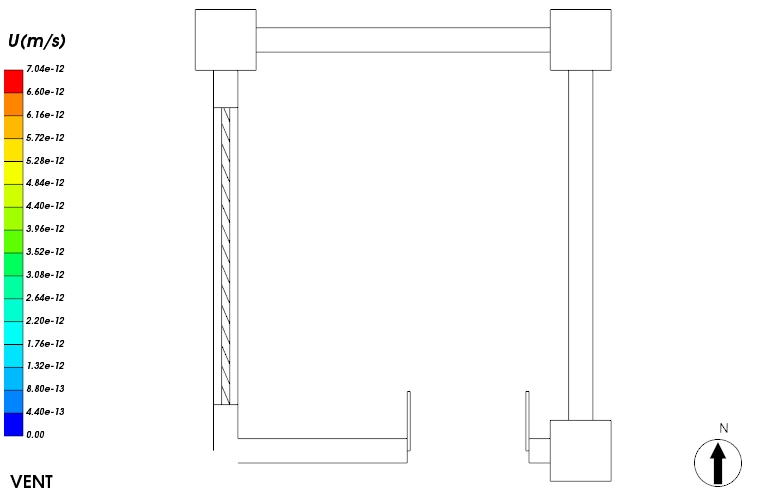 U(m/s)
7.04e-12
6.60e-12
6.16e-12
5.72e-12
5.28e-12
4.84e-12
4.40e-12
3.96e-12
3.52e-12
3.08e-12
2.64e-12
2.20e-12
1.76e-12
1.32e-12
8.80e-13
4.40e-13
0.00
N
VENT